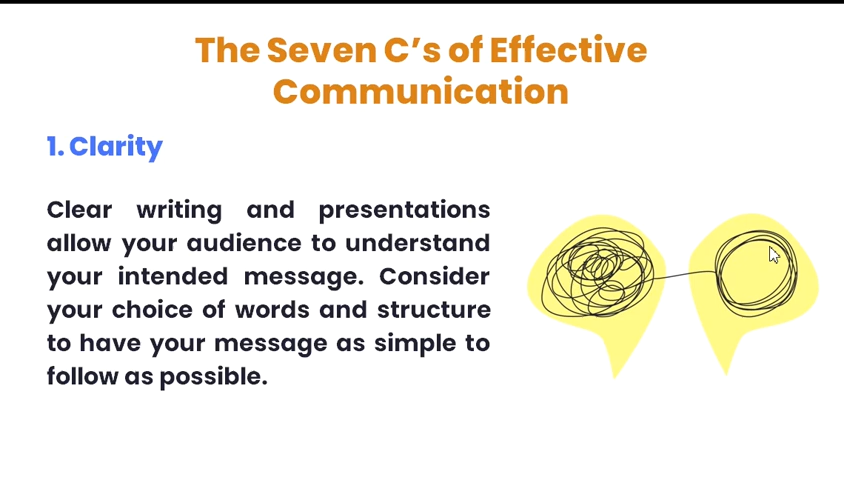 The Seven C’s of Effective
Communication
1. Clarity
Clear writing and presentations
allow your audience to understand
your intended message. Consider
your choice of words and structure
to have your message as simple to
follow as possible.